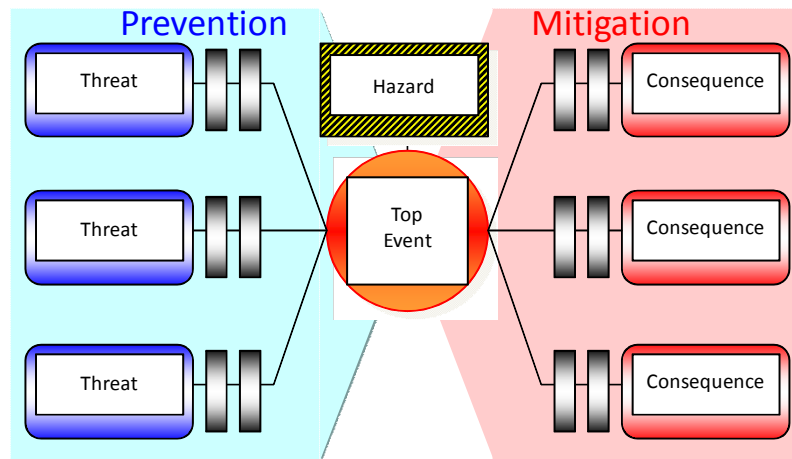 Prevention
Mitigation
Threat
Hazard
Consequence
Threat
Top
Event
Consequence
Threat
Consequence